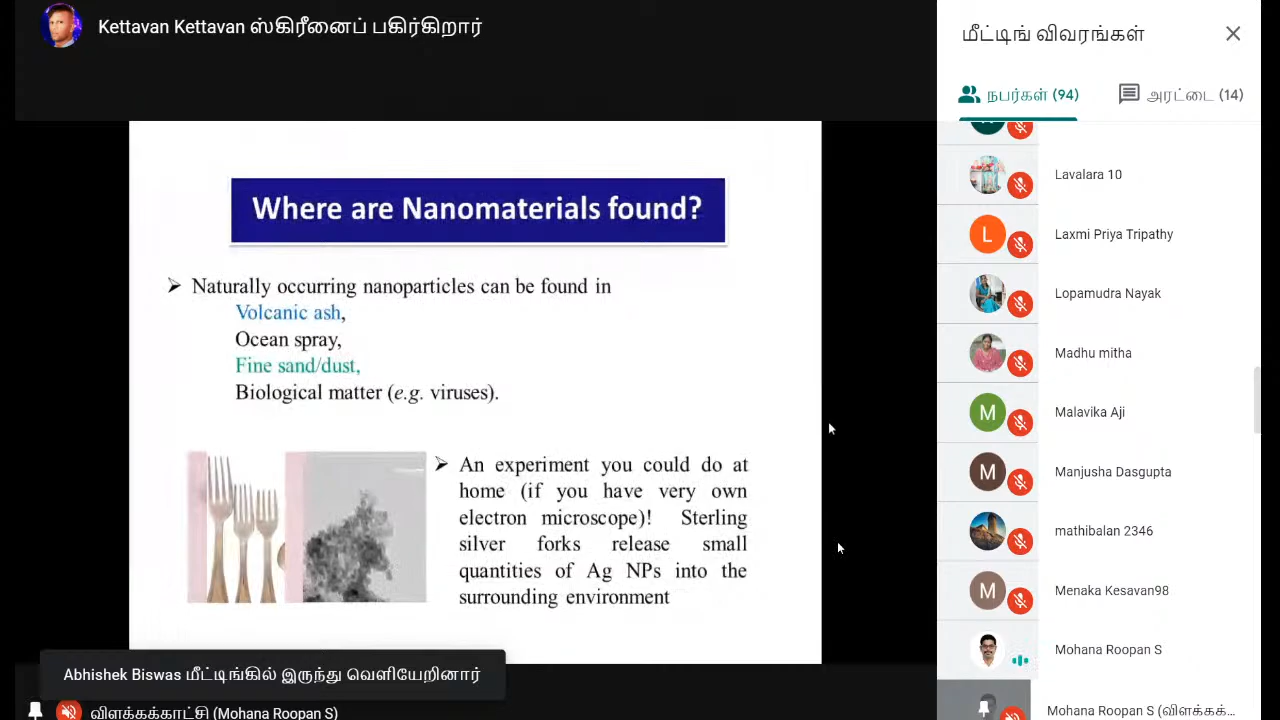 Kettavan Kettavan ஸ்கிரீனைப் பகிர்கிறார்
மீட்டிங் விவரங்கள்
நபர்கள் (94)
அரட்டை (14)
Where are Nanomaterials found?
➢ Naturally occurring nanoparticles can be found in
Volcanic ash,
Ocean spray,
Fine sand/dust,
Biological matter (e.g. viruses).
➢ An experiment you could do at
home (if you have very own
electron microscope)! Sterling
silver forks release small
quantities of Ag NPs into the
surrounding environment
Abhishek Biswas மீட்டிங்கில் இருந்து வெளியேறினார்
விளக்கக்காட்சி (Mohana Roopan S)
Lavalara 10
L
Laxmi Priya Tripathy
Lopamudra Nayak
Madhu mitha
M
Malavika Aji
M
Manjusha Dasgupta
mathibalan 2346
M
Menaka Kesavan98
Mohana Roopan S
Mohana Roopan S (விளக்கக்...